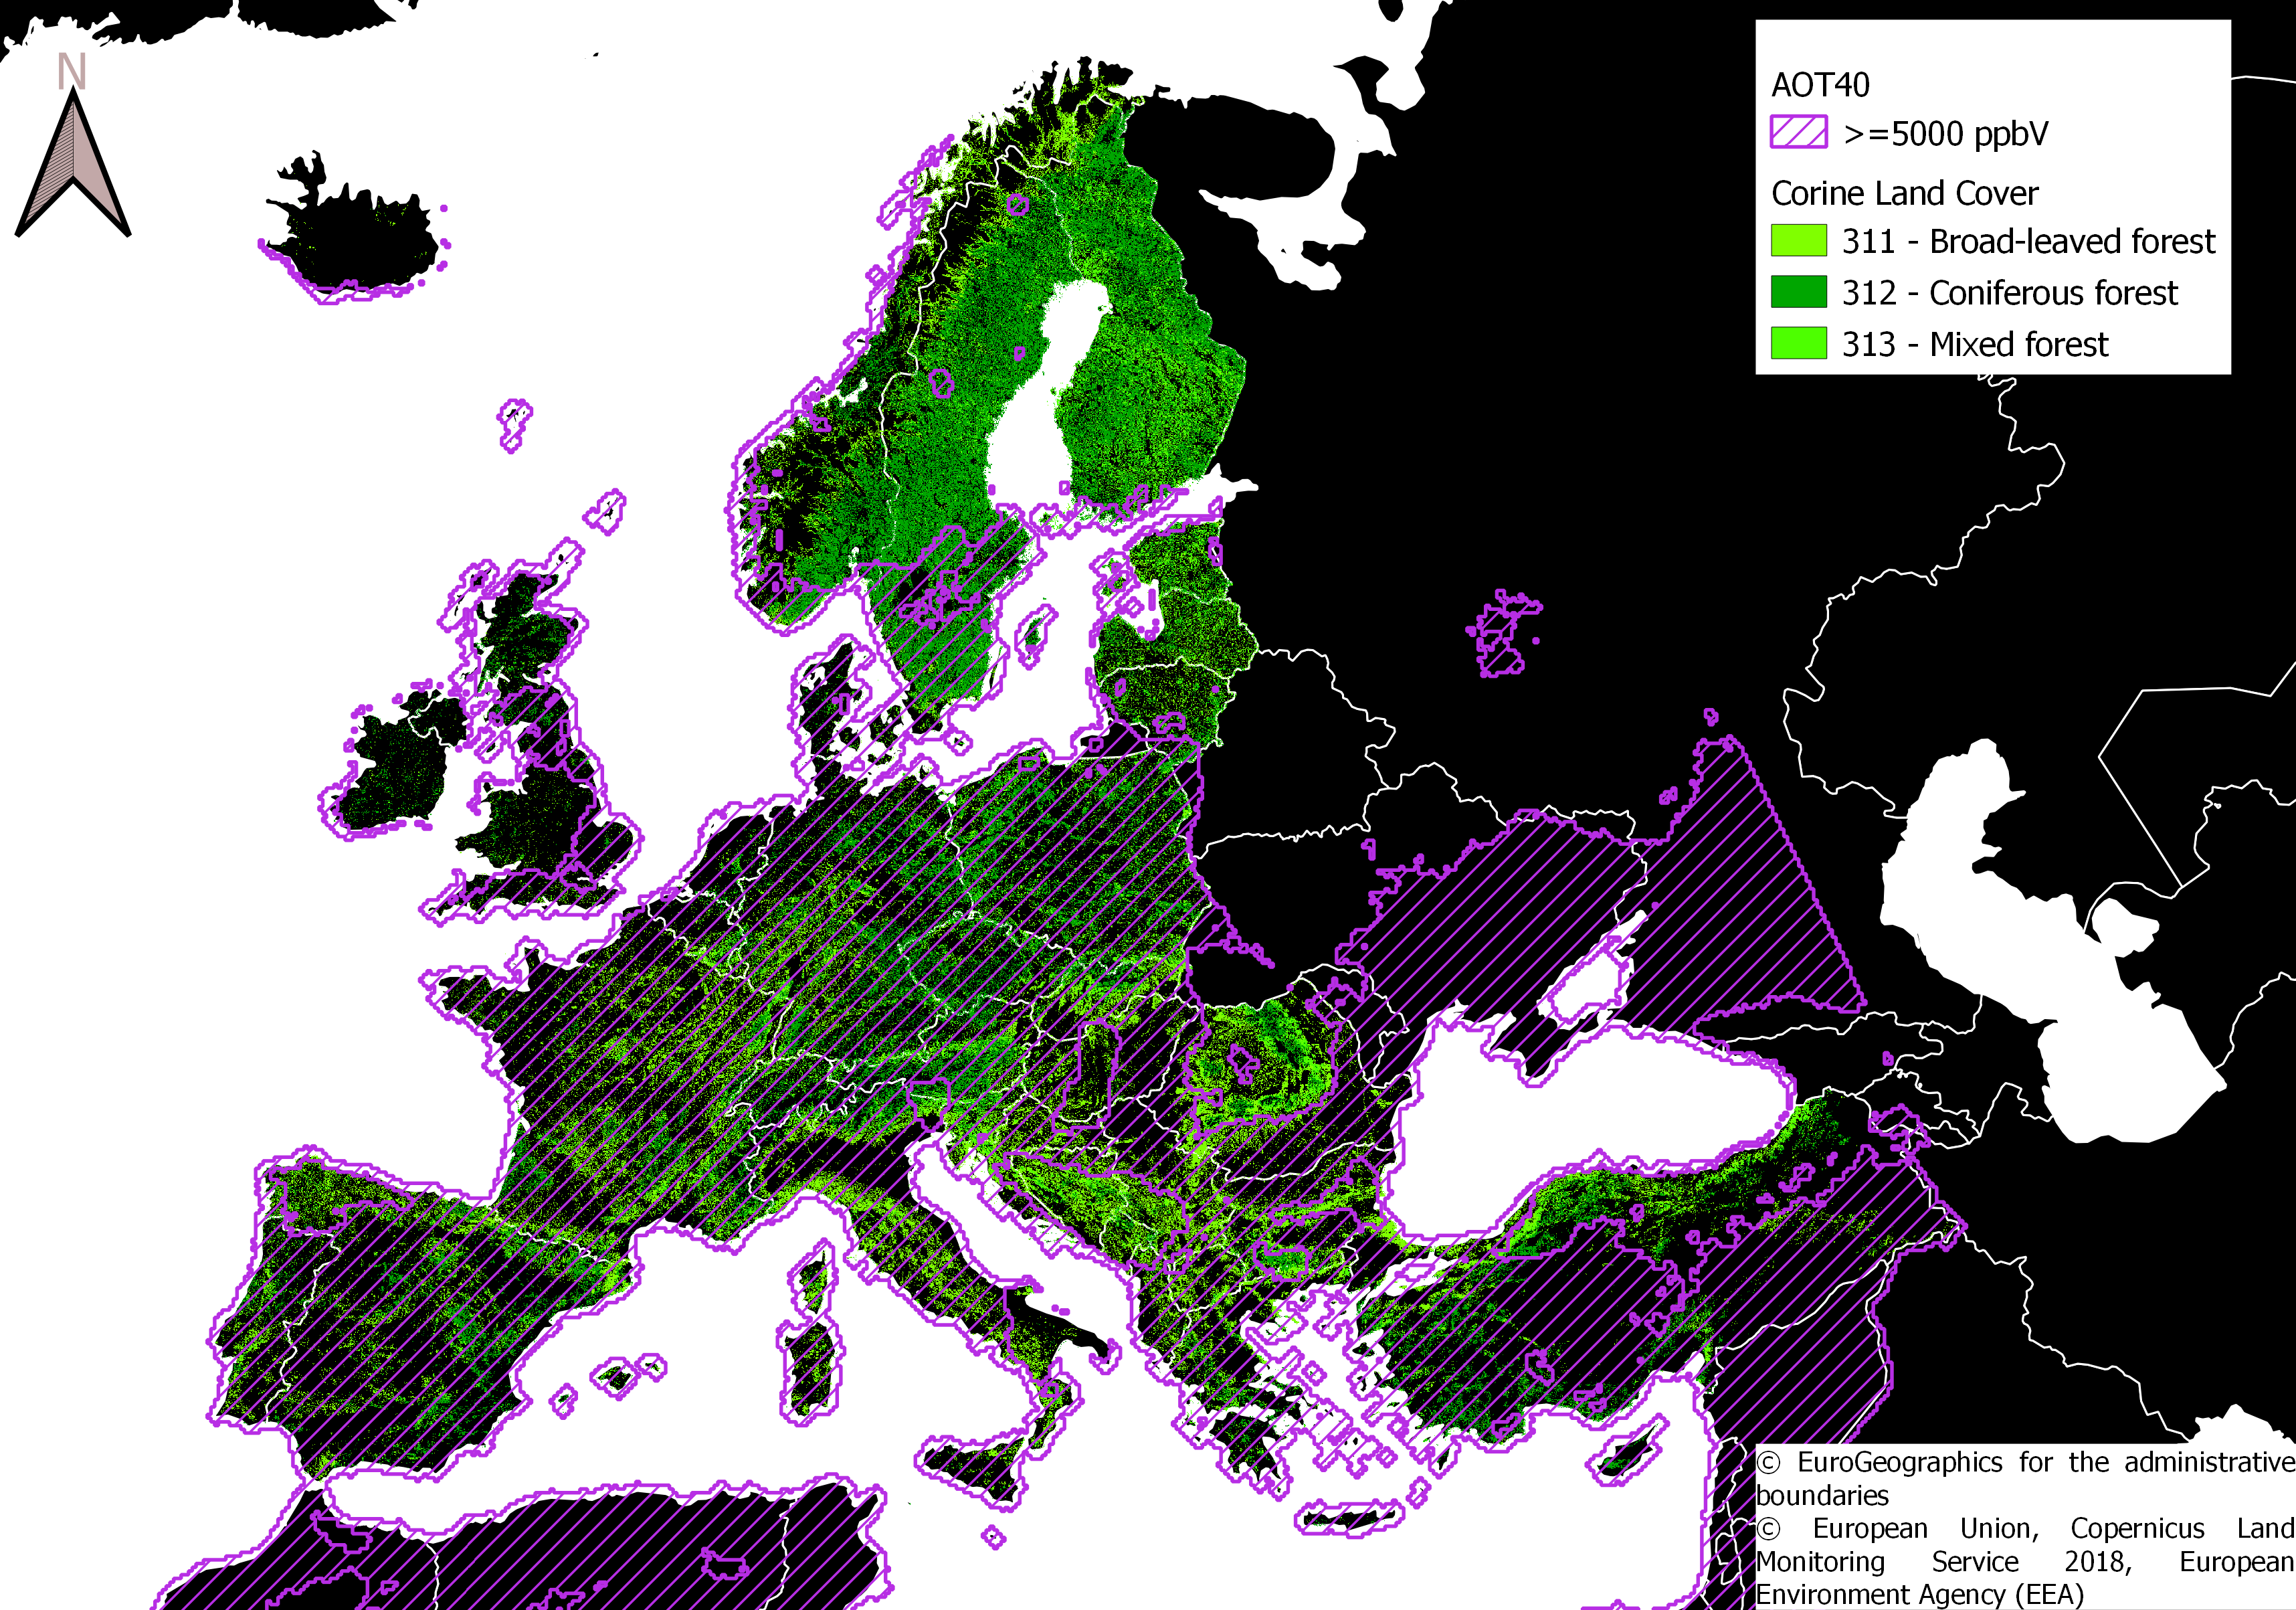 N
AOT40
>=5000 ppbV
Corine Land Cover
311 - Broad-leaved forest
312 - Coniferous forest
313 - Mixed forest
© EuroGeographics for the administrative
boundaries
© European Union, Copernicus Land
Monitoring Service 2018, European
Environment Agency (EEA)